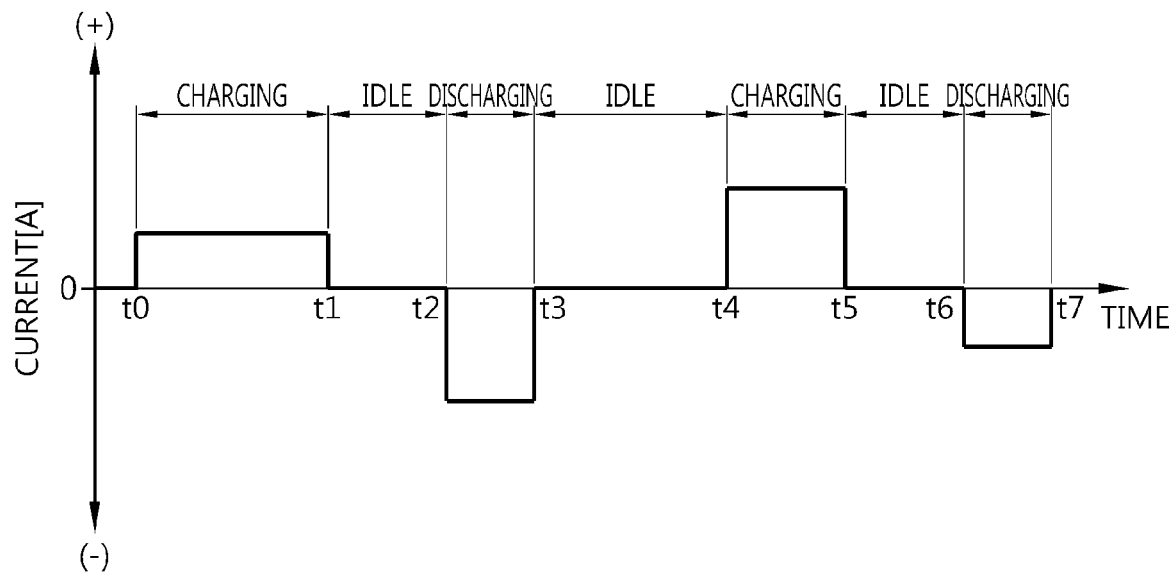 (+)
CHARGING IDLE DISCHARGING IDLE CHARGING IDLE DISCHARGING
CURRENT[A]
0
t0 t1 t2 t3 t4 t5 t6 t7
TIME
(-)